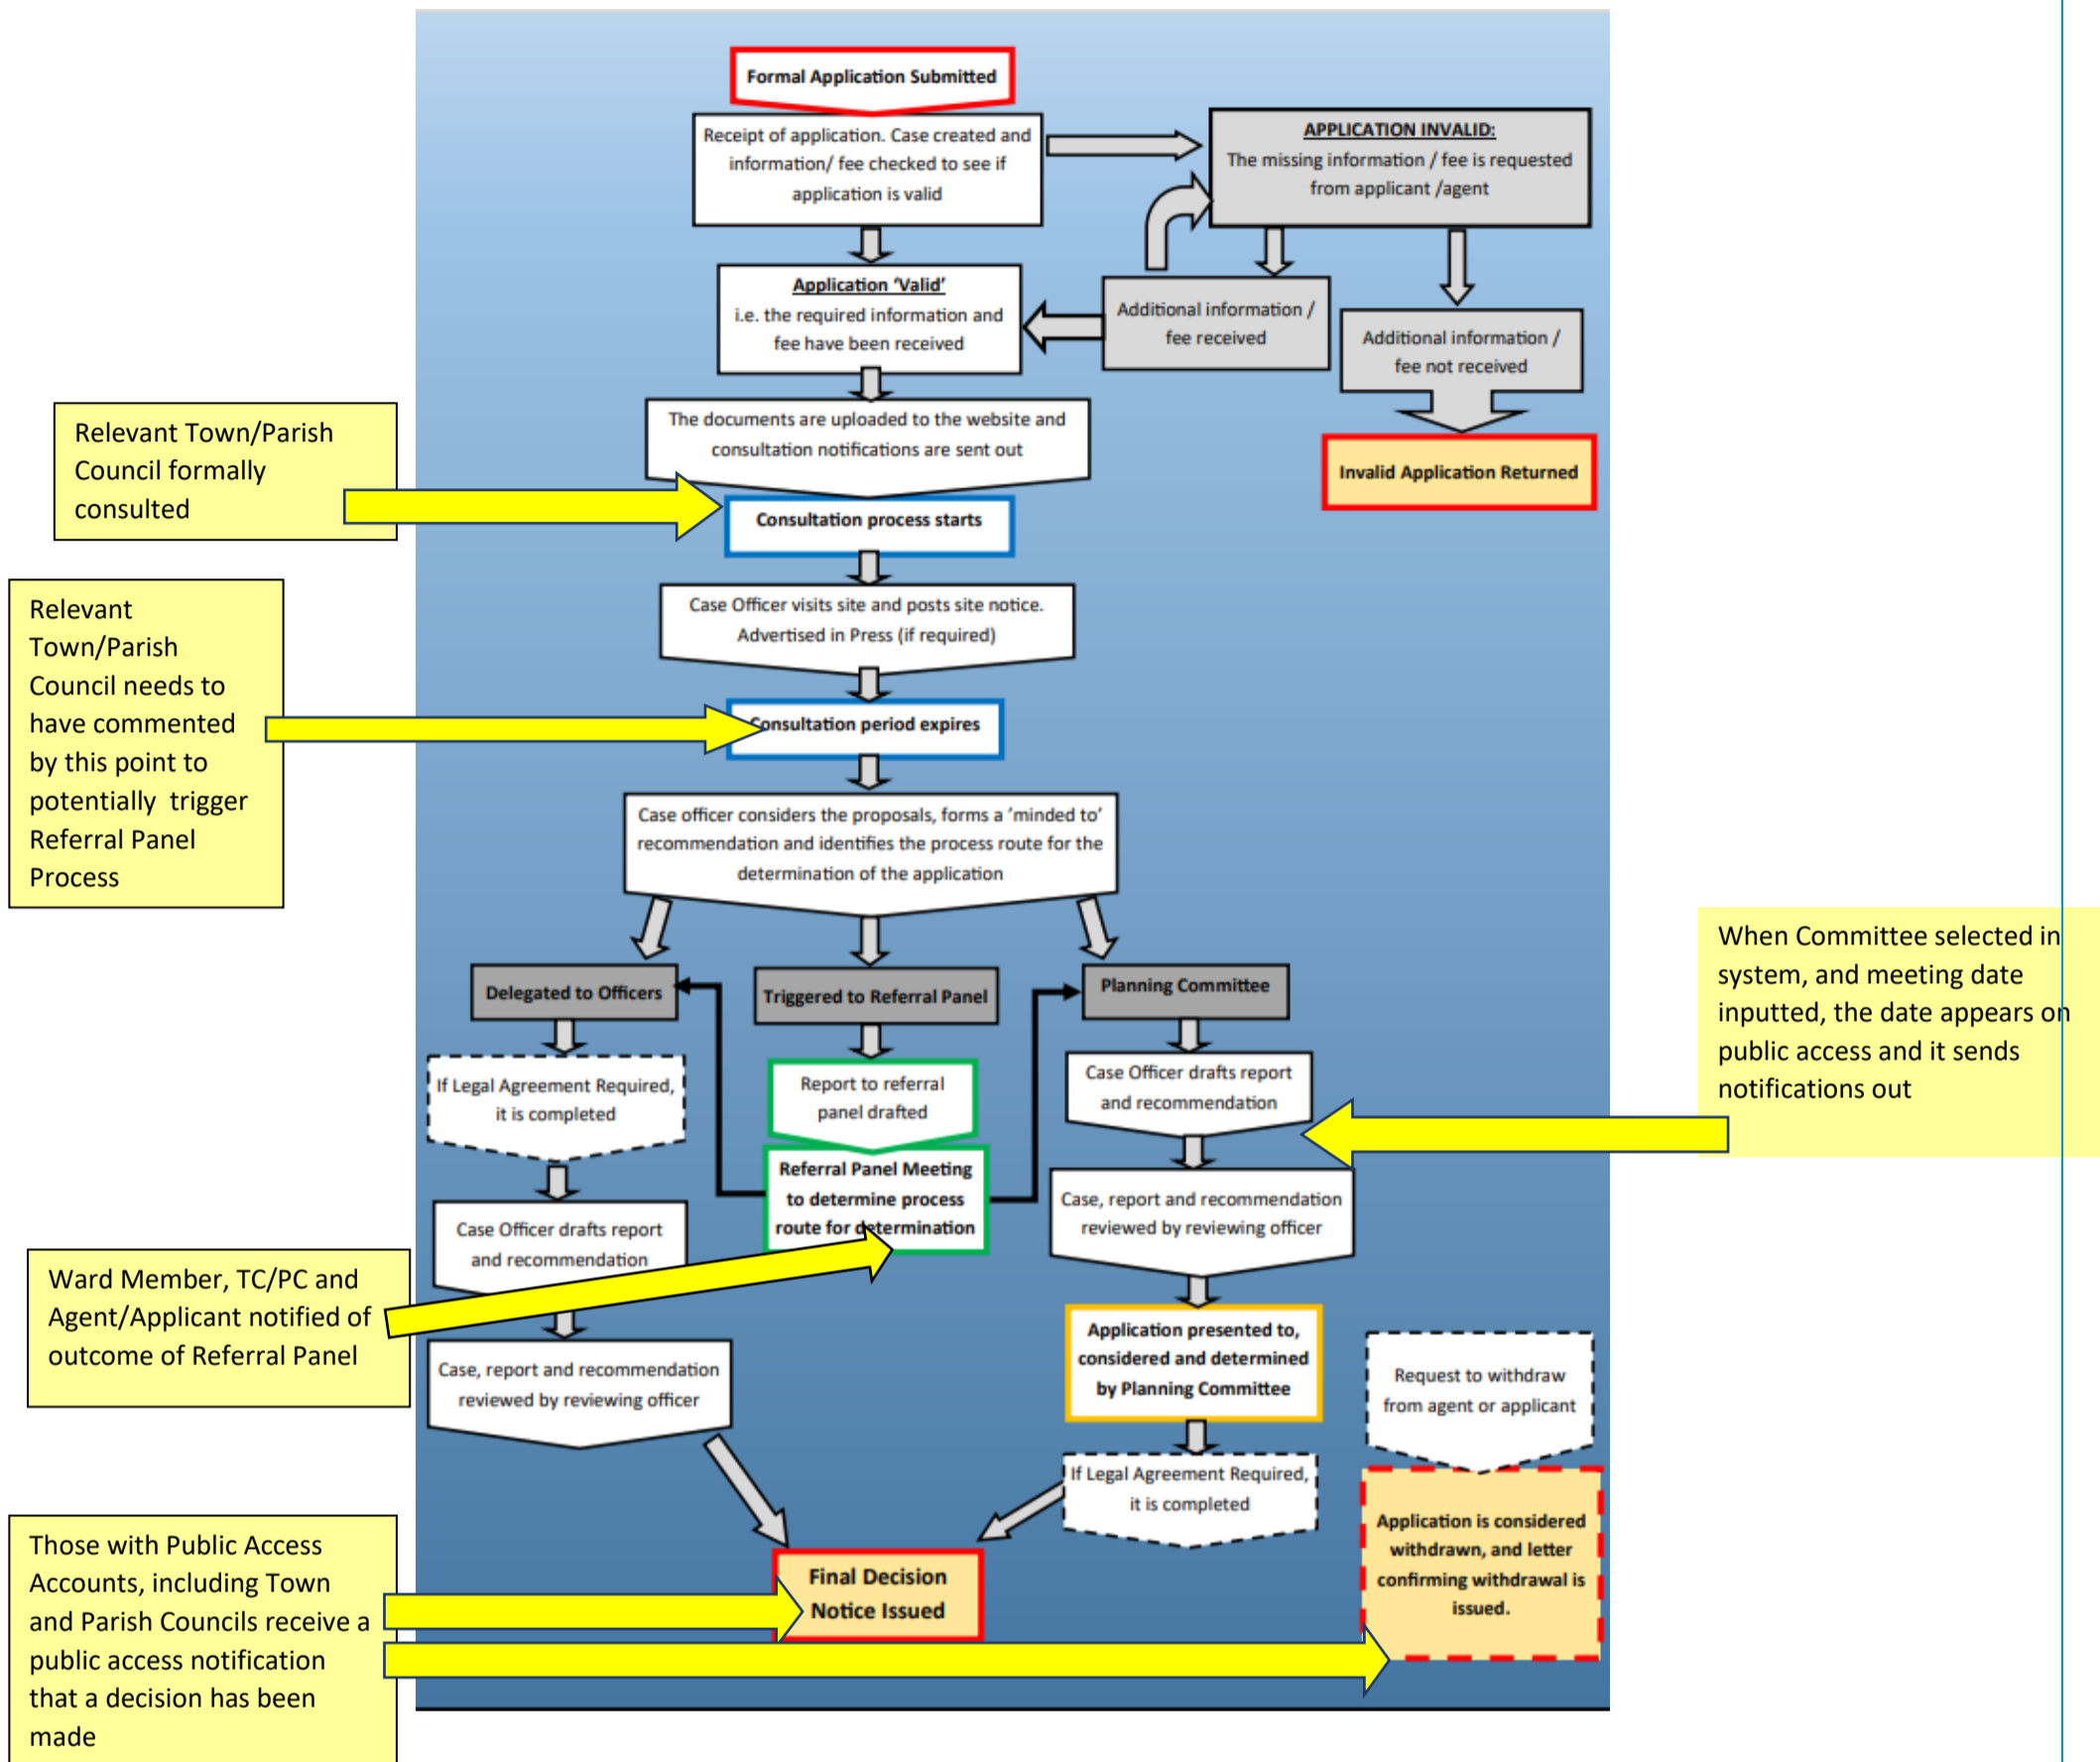 Formal Application Submitted
Receipt of application. Case created and
information/ fee checked to see if
application is valid
APPLICATION INVALID:
The missing information / fee is requested
from applicant /agent
Application ‘Valid’
i.e. the required information and
fee have been received
Additional information /
fee received
Additional information /
fee not received
Invalid Application Returned
The documents are uploaded to the website and
consultation notifications are sent out
Relevant Town/Parish
Council formally
consulted
Consultation process starts
Case Officer visits site and posts site notice.
Advertised in Press (if required)
Relevant
Town/Parish
Council needs to
have commented
by this point to
potentially trigger
Referral Panel
Process
Consultation period expires
Case officer considers the proposals, forms a ‘minded to’
recommendation and identifies the process route for the
determination of the application
Delegated to Officers
Triggered to Referral Panel
Planning Committee
When Committee selected in
system, and meeting date
inputted, the date appears on
public access and it sends
notifications out
If Legal Agreement Required,
it is completed
Report to referral
panel drafted
Case Officer drafts report
and recommendation
Referral Panel Meeting
to determine process
route for determination
Case, report and recommendation
reviewed by reviewing officer
Case Officer drafts report
and recommendation
Ward Member, TC/PC and
Agent/Applicant notified of
outcome of Referral Panel
Case, report and recommendation
reviewed by reviewing officer
Application presented to,
considered and determined
by Planning Committee
Request to withdraw
from agent or applicant
If Legal Agreement Required,
it is completed
Application is considered
withdrawn, and letter
confirming withdrawal is
issued.
Those with Public Access
Accounts, including Town
and Parish Councils receive a
public access notification
that a decision has been
made
Final Decision
Notice Issued